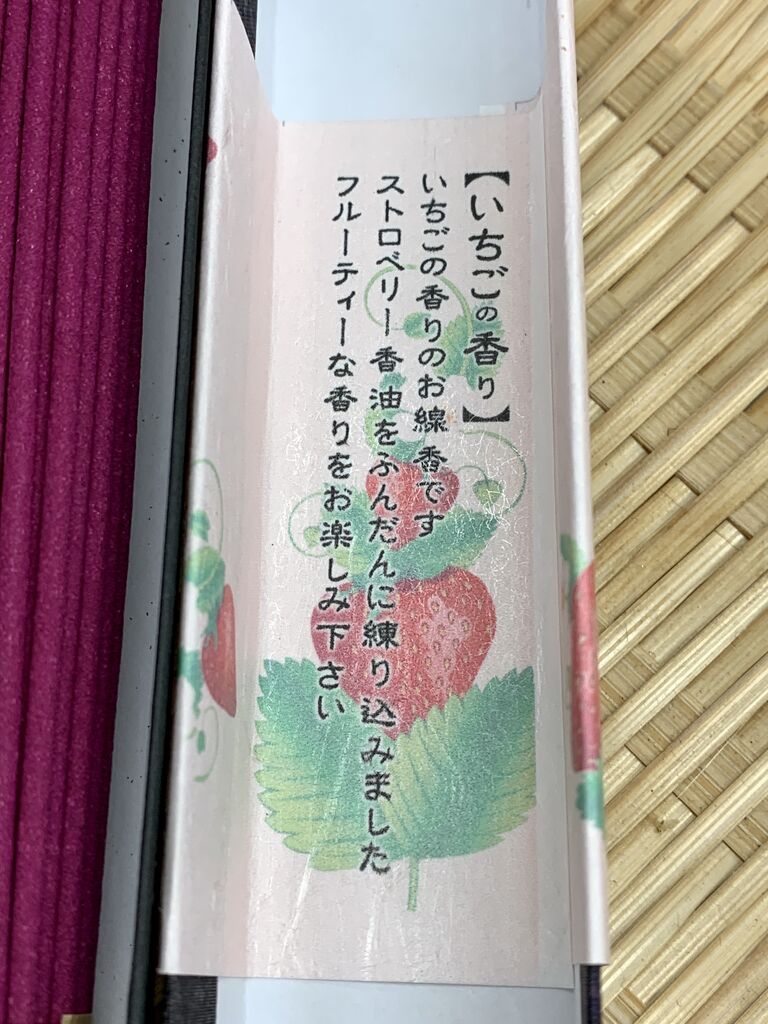 【いちごの香り】
いちごの香りのお線香です
ストロベリー香油をふんだんに練り込みました
フルーティーな香りをお楽しみ下さい